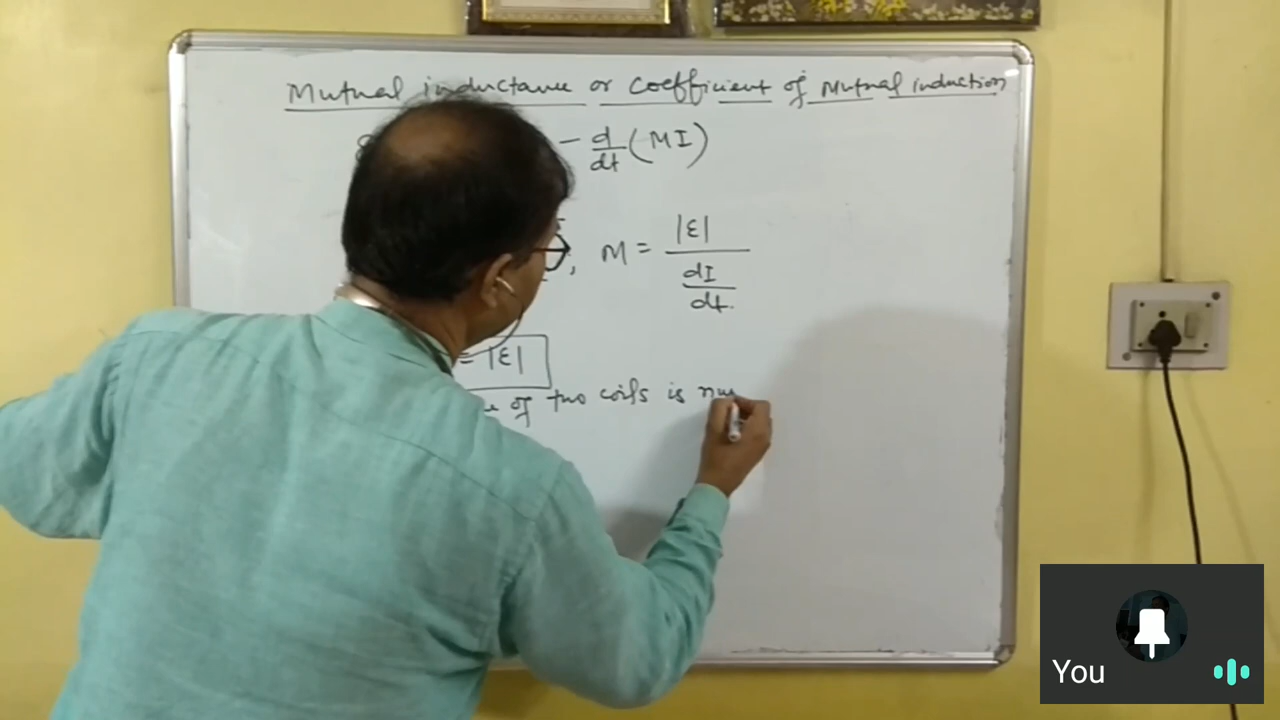 Mutual inductance or Coefficient of Mutual induction
- d/dt (MI)
, M = |ε| / (dI/dt)
= |ε|
of two coils is nu
You